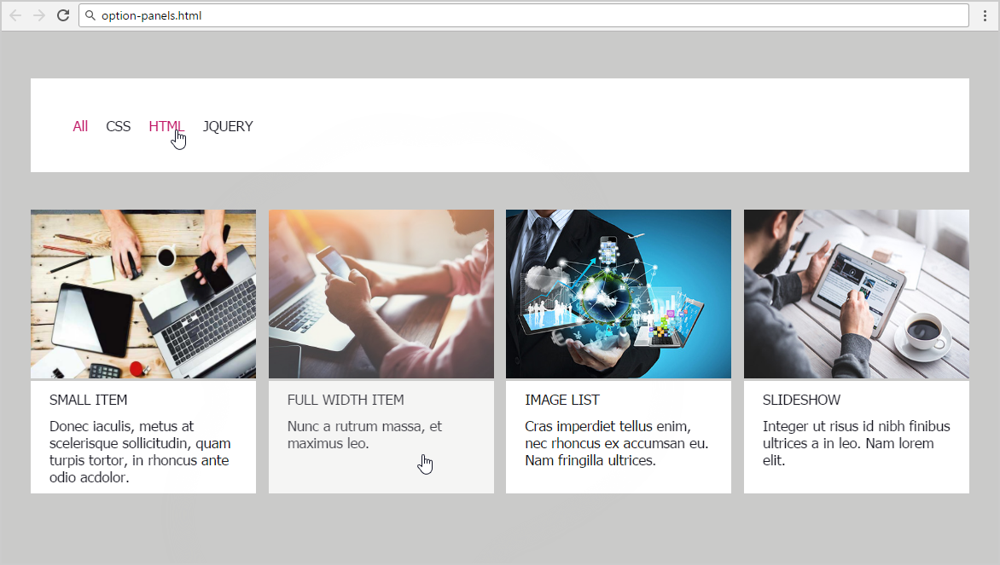 option-panels.html
All CSS HTML JQUERY
SMALL ITEM
Donec iaculis, metus at
scelerisque sollicitudin, quam
turpis tortor, in rhoncus ante
odio acdolor.
FULL WIDTH ITEM
Nunc a rutrum massa, et
maximus leo.
IMAGE LIST
Cras imperdiet tellus enim,
nec rhoncus ex accumsan eu.
Nam fringilla ultrices.
SLIDESHOW
Integer ut risus id nibh finibus
ultrices a in leo. Nam lorem
elit.